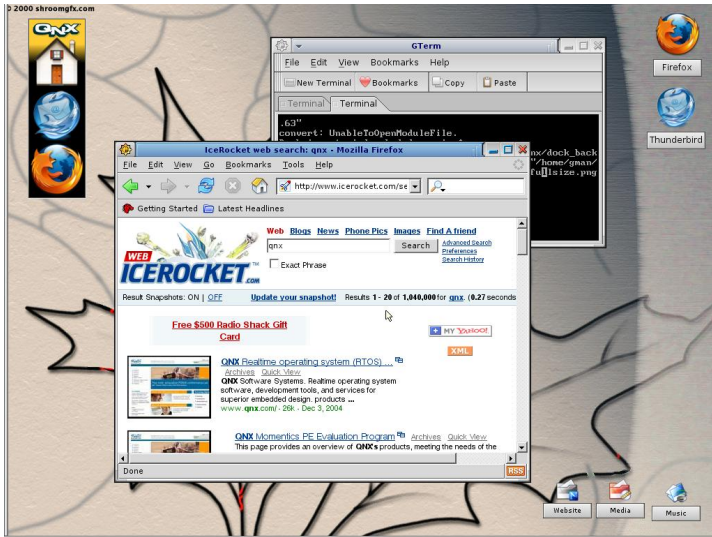 © 2000 shroomgfx.com
QNX
GTerm
File Edit View Bookmarks Help
New Terminal Bookmarks Copy Paste
Terminal Terminal
.63"
convert: UnableToOpenModuleFile.
nx/dock_back
"/home/gman/
fullsize.png
IceRocket web search: qnx - Mozilla Firefox
File Edit View Go Bookmarks Tools Help
http://www.icerocket.com/se
Getting Started Latest Headlines
Web Blogs News Phone Pics Images Find A friend
qnx Search
Advanced Search
Preferences
Search History
Exact Phrase
WEB
ICEROCKET.COM
Result Snapshots: ON | OFF Update your snapshot! Results 1 - 20 of 1,040,000 for qnx. (0.27 seconds
Free $500 Radio Shack Gift
Card
+ MY YAHOO!
XML
QNX Realtime operating system (RTOS) ...
Archives Quick View
QNX Software Systems. Realtime operating system
software, development tools, and services for
superior embedded design. products ...
www.qnx.com/ - 26k - Dec 3, 2004
QNX Momentics PE Evaluation Program Archives Quick View
This page provides an overview of QNX's products, meeting the needs of the
Done RSS
Firefox
Thunderbird
Website
Media
Music